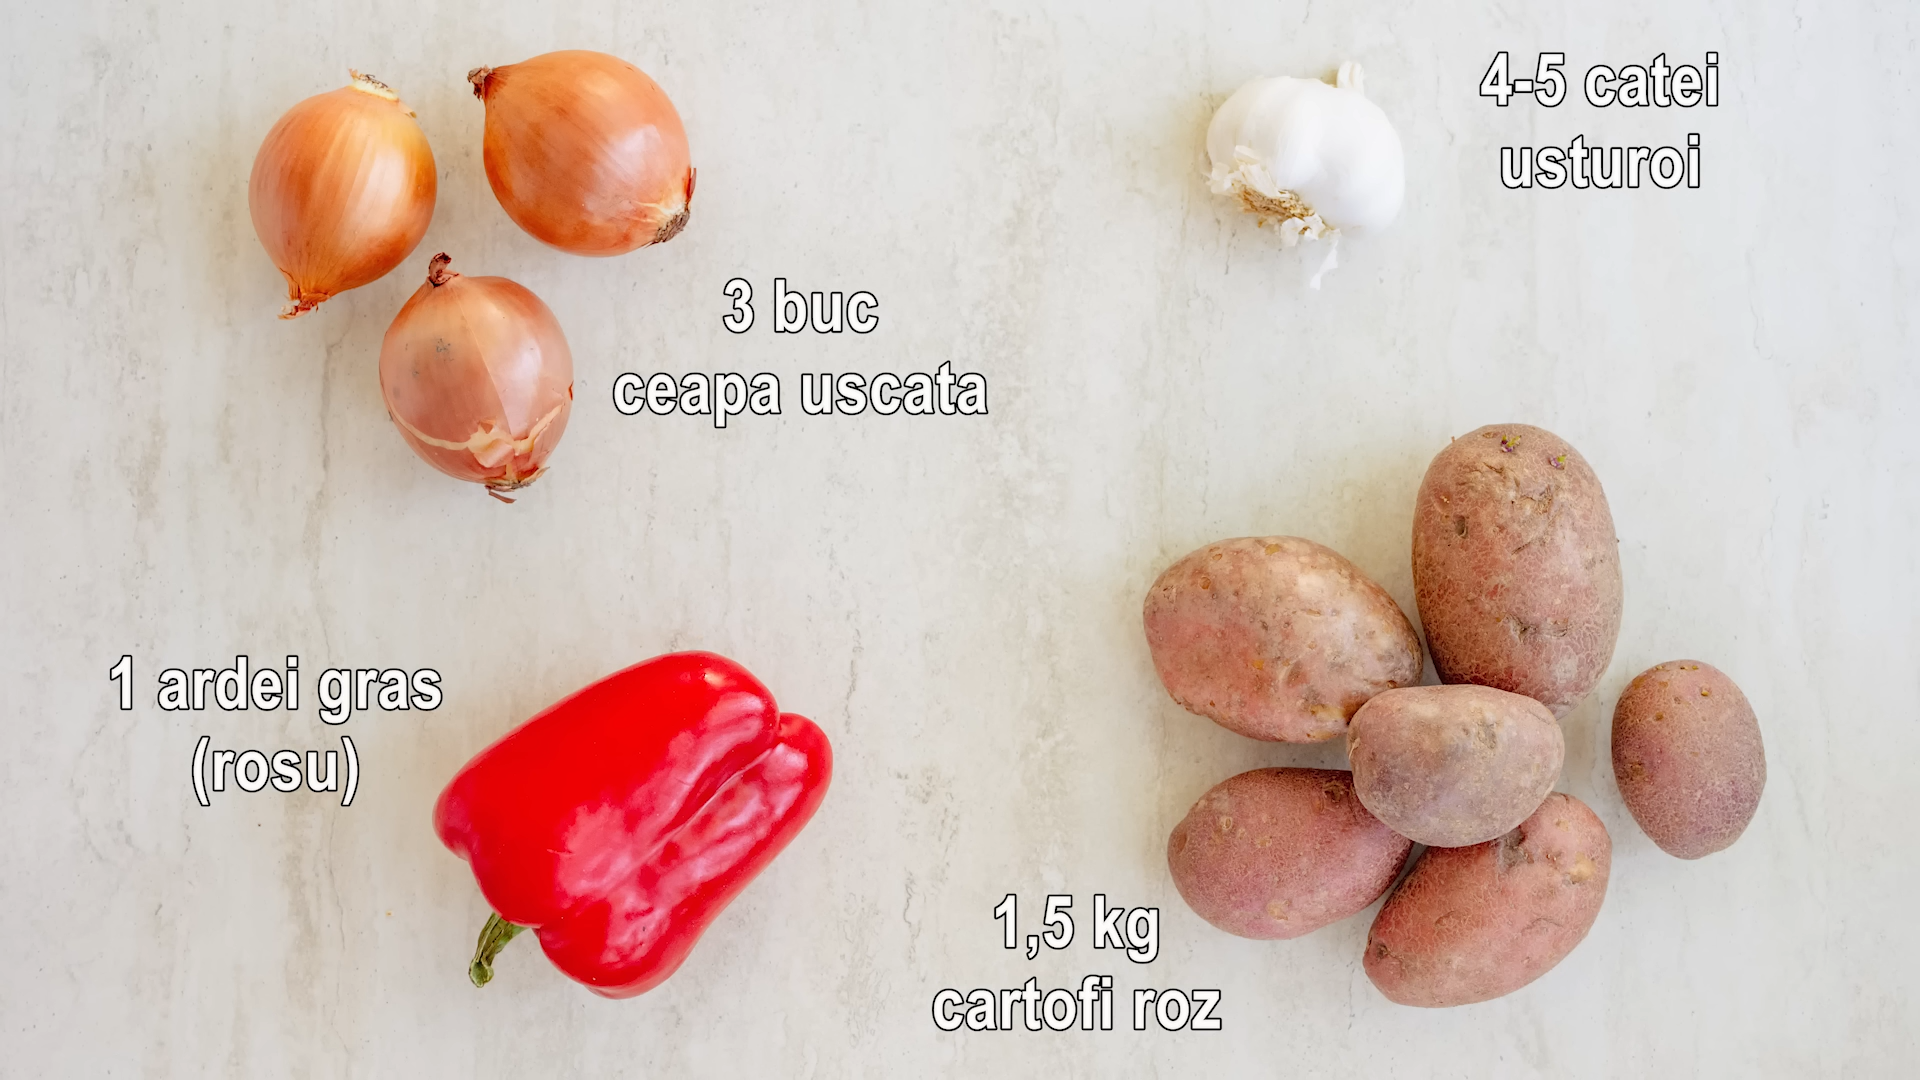 4-5 catei
usturoi
3 buc
ceapa uscata
1 ardei gras
(rosu)
1,5 kg
cartofi roz